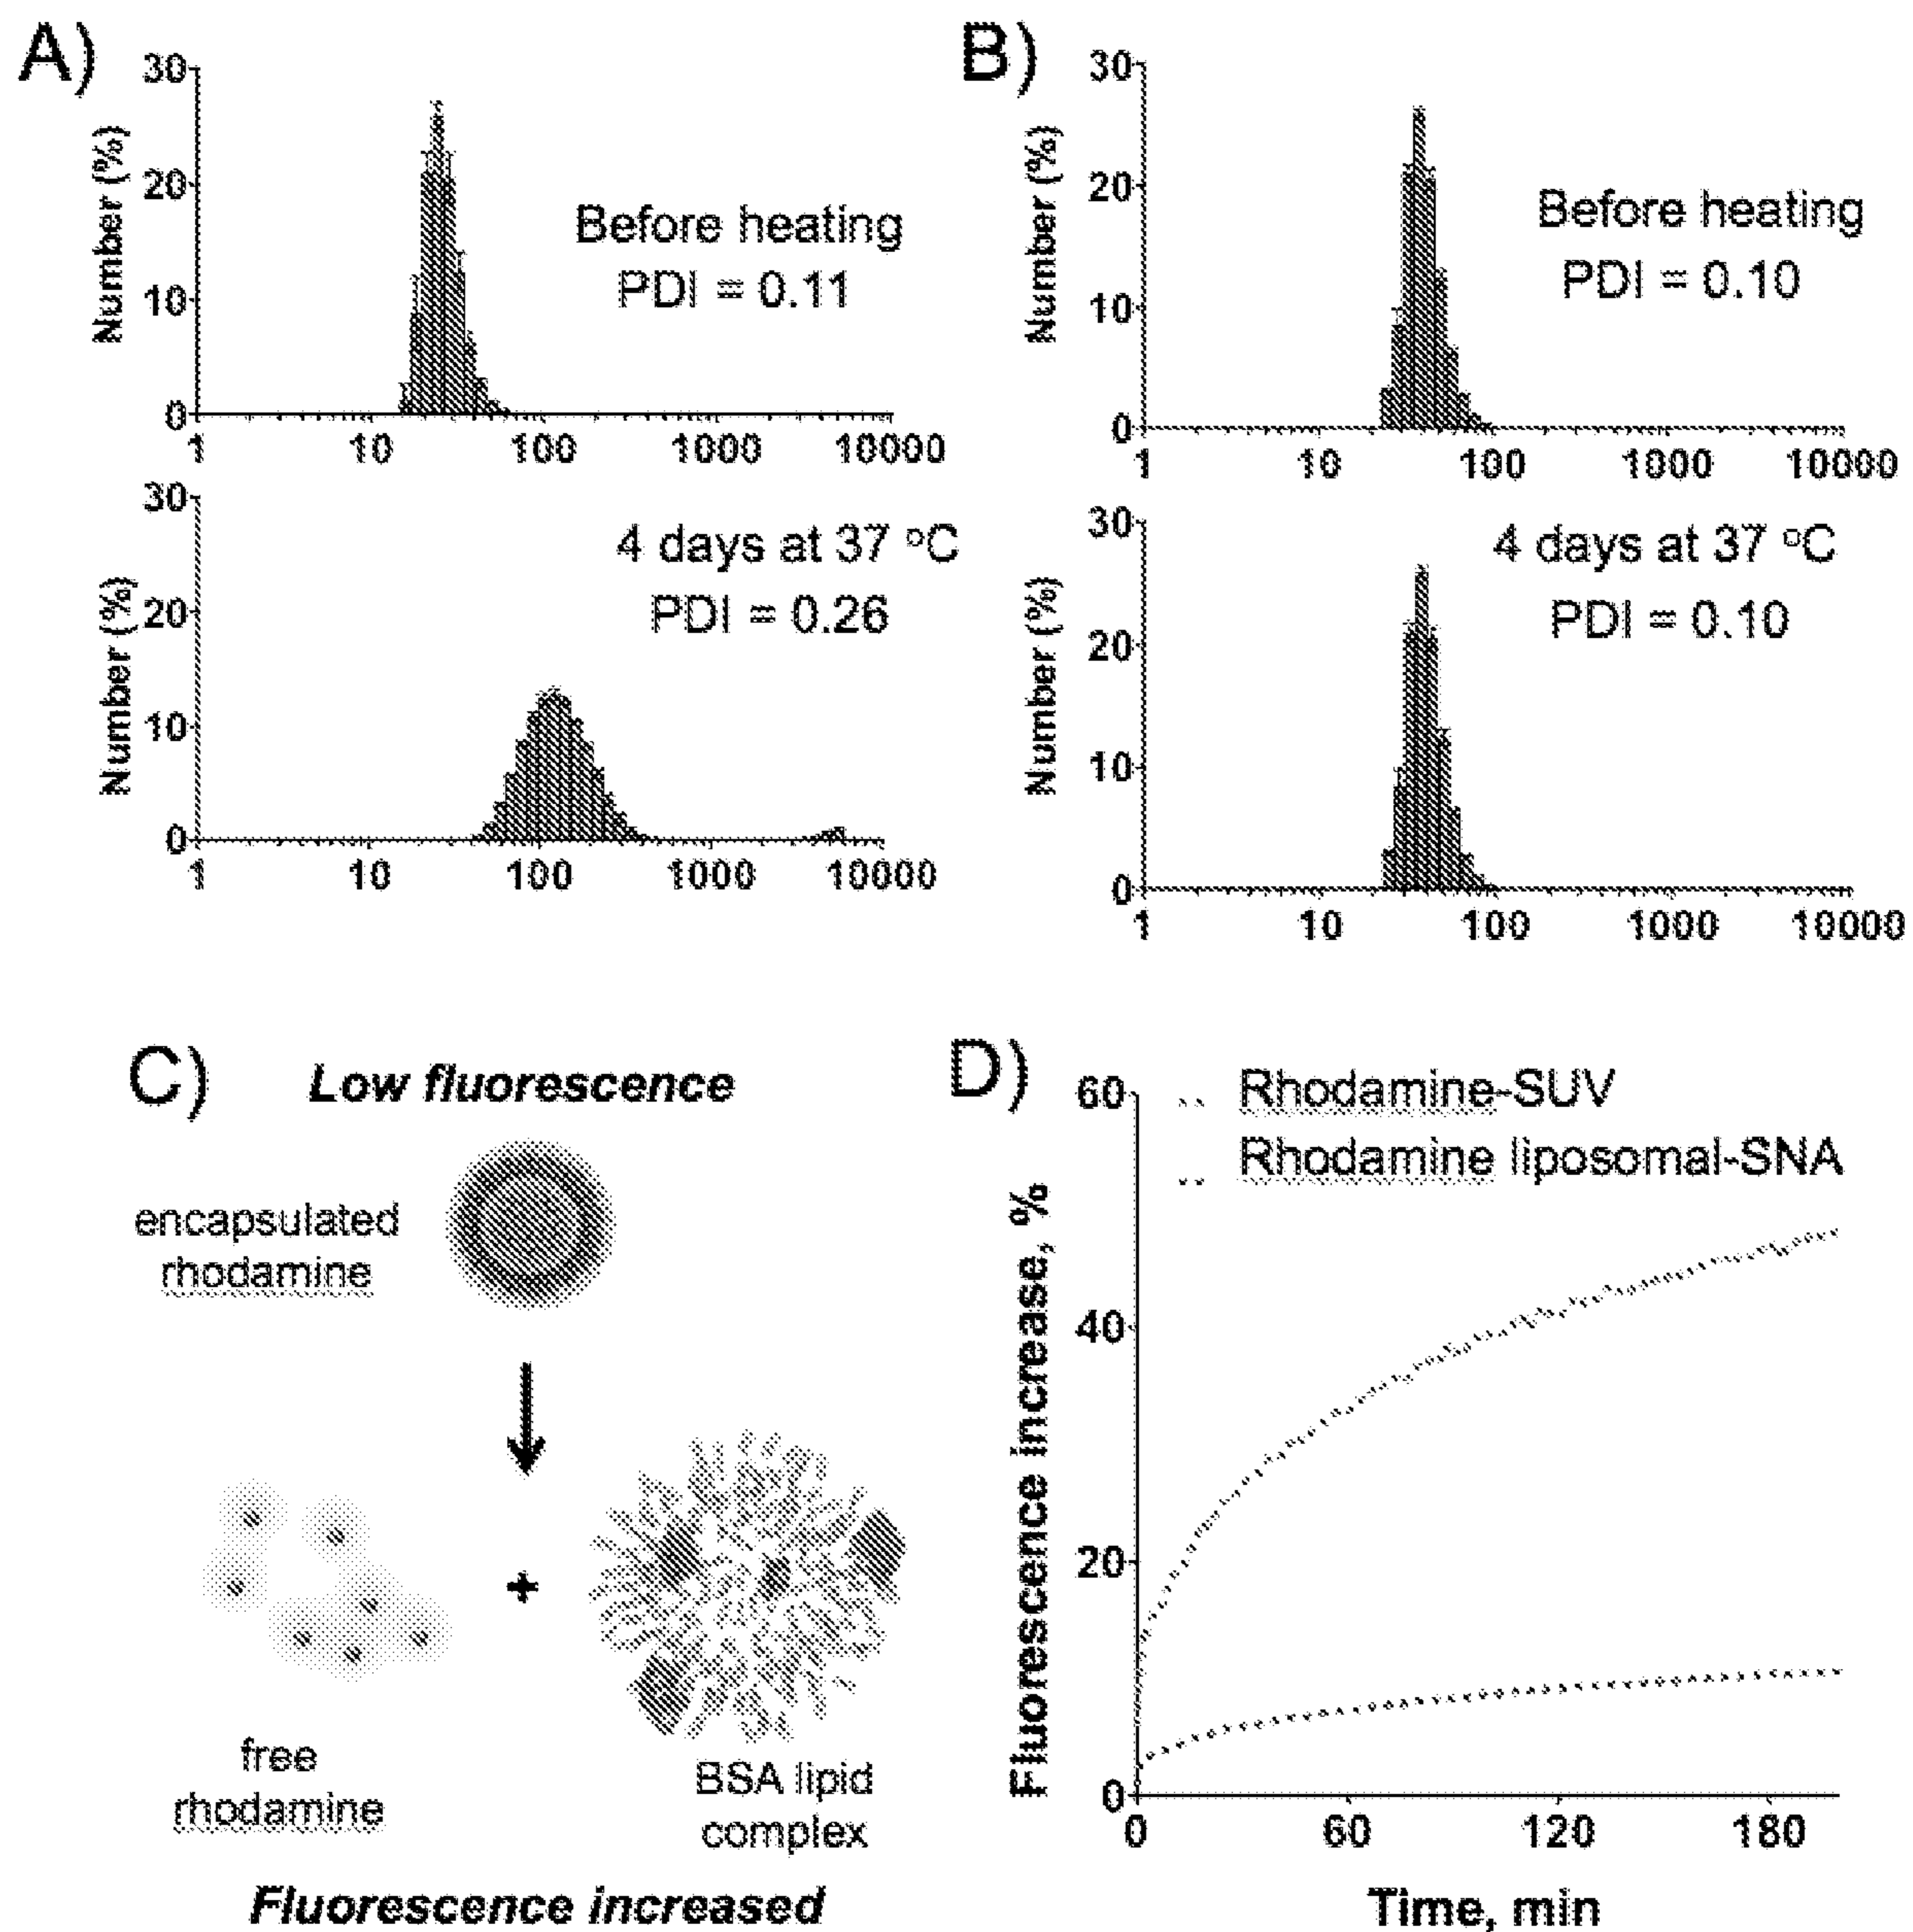 A)
30
20
10
0
Number (%)
Before heating
PDI = 0.11
1 10 100 1000 10000
30
20
10
0
Number (%)
4 days at 37 °C
PDI = 0.26
1 10 100 1000 10000
B)
30
20
10
0
Number (%)
Before heating
PDI = 0.10
1 10 100 1000 10000
30
20
10
0
Number (%)
4 days at 37 °C
PDI = 0.10
1 10 100 1000 10000
C)
Low fluorescence
encapsulated
rhodamine
+
free
rhodamine
BSA lipid
complex
Fluorescence increased
D)
Rhodamine-SUV
Rhodamine liposomal-SNA
60
40
20
0
Fluorescence increase, %
0 60 120 180
Time, min